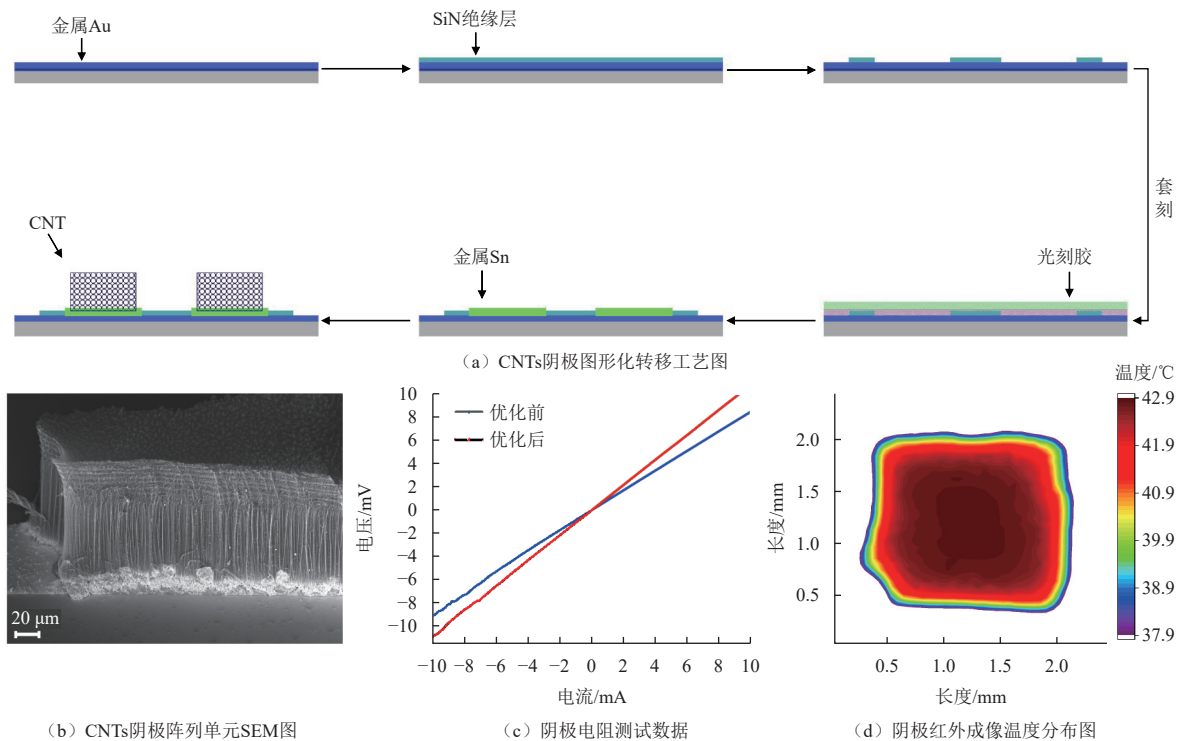 金属Au
SiN绝缘层
套刻
CNT
金属Sn
光刻胶
(a) CNTs阴极图形化转移工艺图
20 μm
(b) CNTs阴极阵列单元SEM图
10
8
6
4
2
0
−2
−4
−6
−8
−10
电压/mV
优化前
优化后
−10 −8 −6 −4 −2 0 2 4 6 8 10
电流/mA
(c) 阴极电阻测试数据
温度/℃
42.9
41.9
40.9
39.9
38.9
37.9
2.0
1.5
1.0
0.5
长度/mm
0.5 1.0 1.5 2.0
长度/mm
(d) 阴极红外成像温度分布图